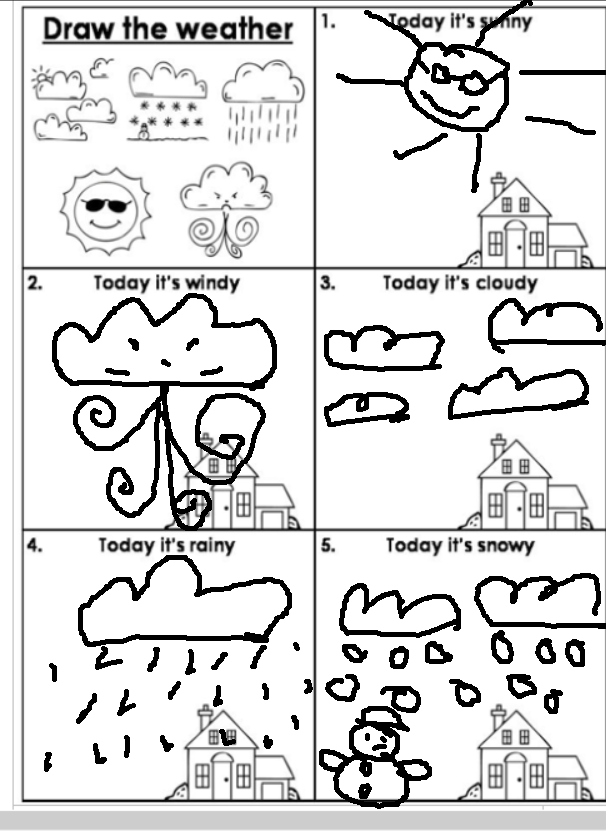 Draw the weather
1. Today it's sunny
2. Today it's windy
3. Today it's cloudy
4. Today it's rainy
5. Today it's snowy